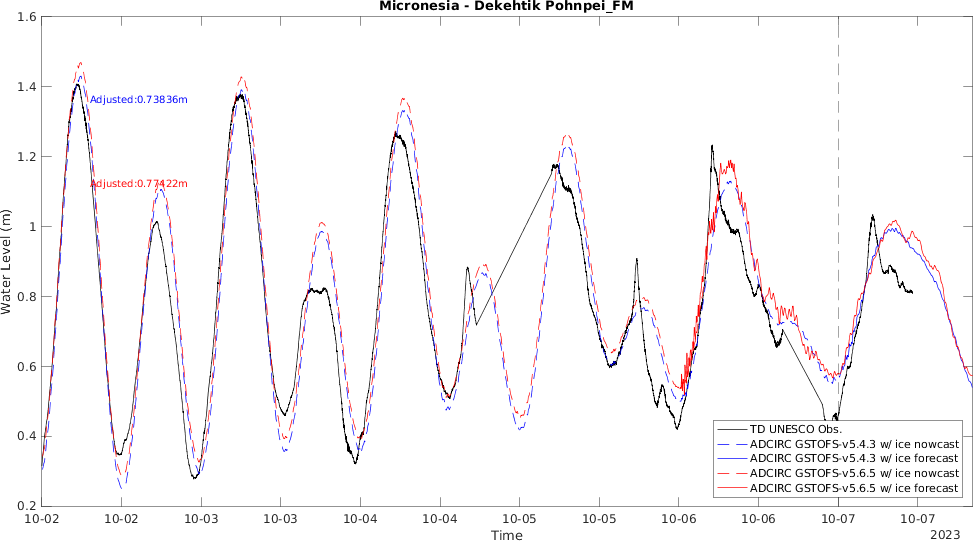 Micronesia - Dekehtik Pohnpei_FM
1.6
1.4
1.2
1
0.8
0.6
0.4
0.2
Water Level (m)
Adjusted:0.73836m
Adjusted:0.77422m
TD UNESCO Obs.
ADCIRC GSTOFS-v5.4.3 w/ ice nowcast
ADCIRC GSTOFS-v5.4.3 w/ ice forecast
ADCIRC GSTOFS-v5.6.5 w/ ice nowcast
ADCIRC GSTOFS-v5.6.5 w/ ice forecast
10-02 10-02 10-03 10-03 10-04 10-04 10-05 10-05 10-06 10-06 10-07 10-07
Time
2023